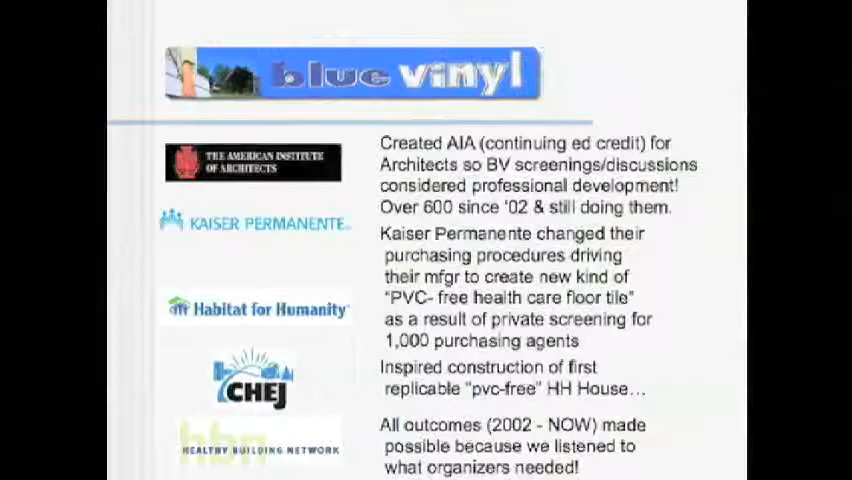 blue vinyl
THE AMERICAN INSTITUTE
OF ARCHITECTS
Created AIA (continuing ed credit) for
Architects so BV screenings/discussions
considered professional development!
Over 600 since '02 & still doing them.
KAISER PERMANENTE
Kaiser Permanente changed their
purchasing procedures driving
their mfgr to create new kind of
"PVC- free health care floor tile"
as a result of private screening for
1,000 purchasing agents
Habitat for Humanity
CHEJ
Inspired construction of first
replicable "pvc-free" HH House...
hbn
HEALTHY BUILDING NETWORK
All outcomes (2002 - NOW) made
possible because we listened to
what organizers needed!